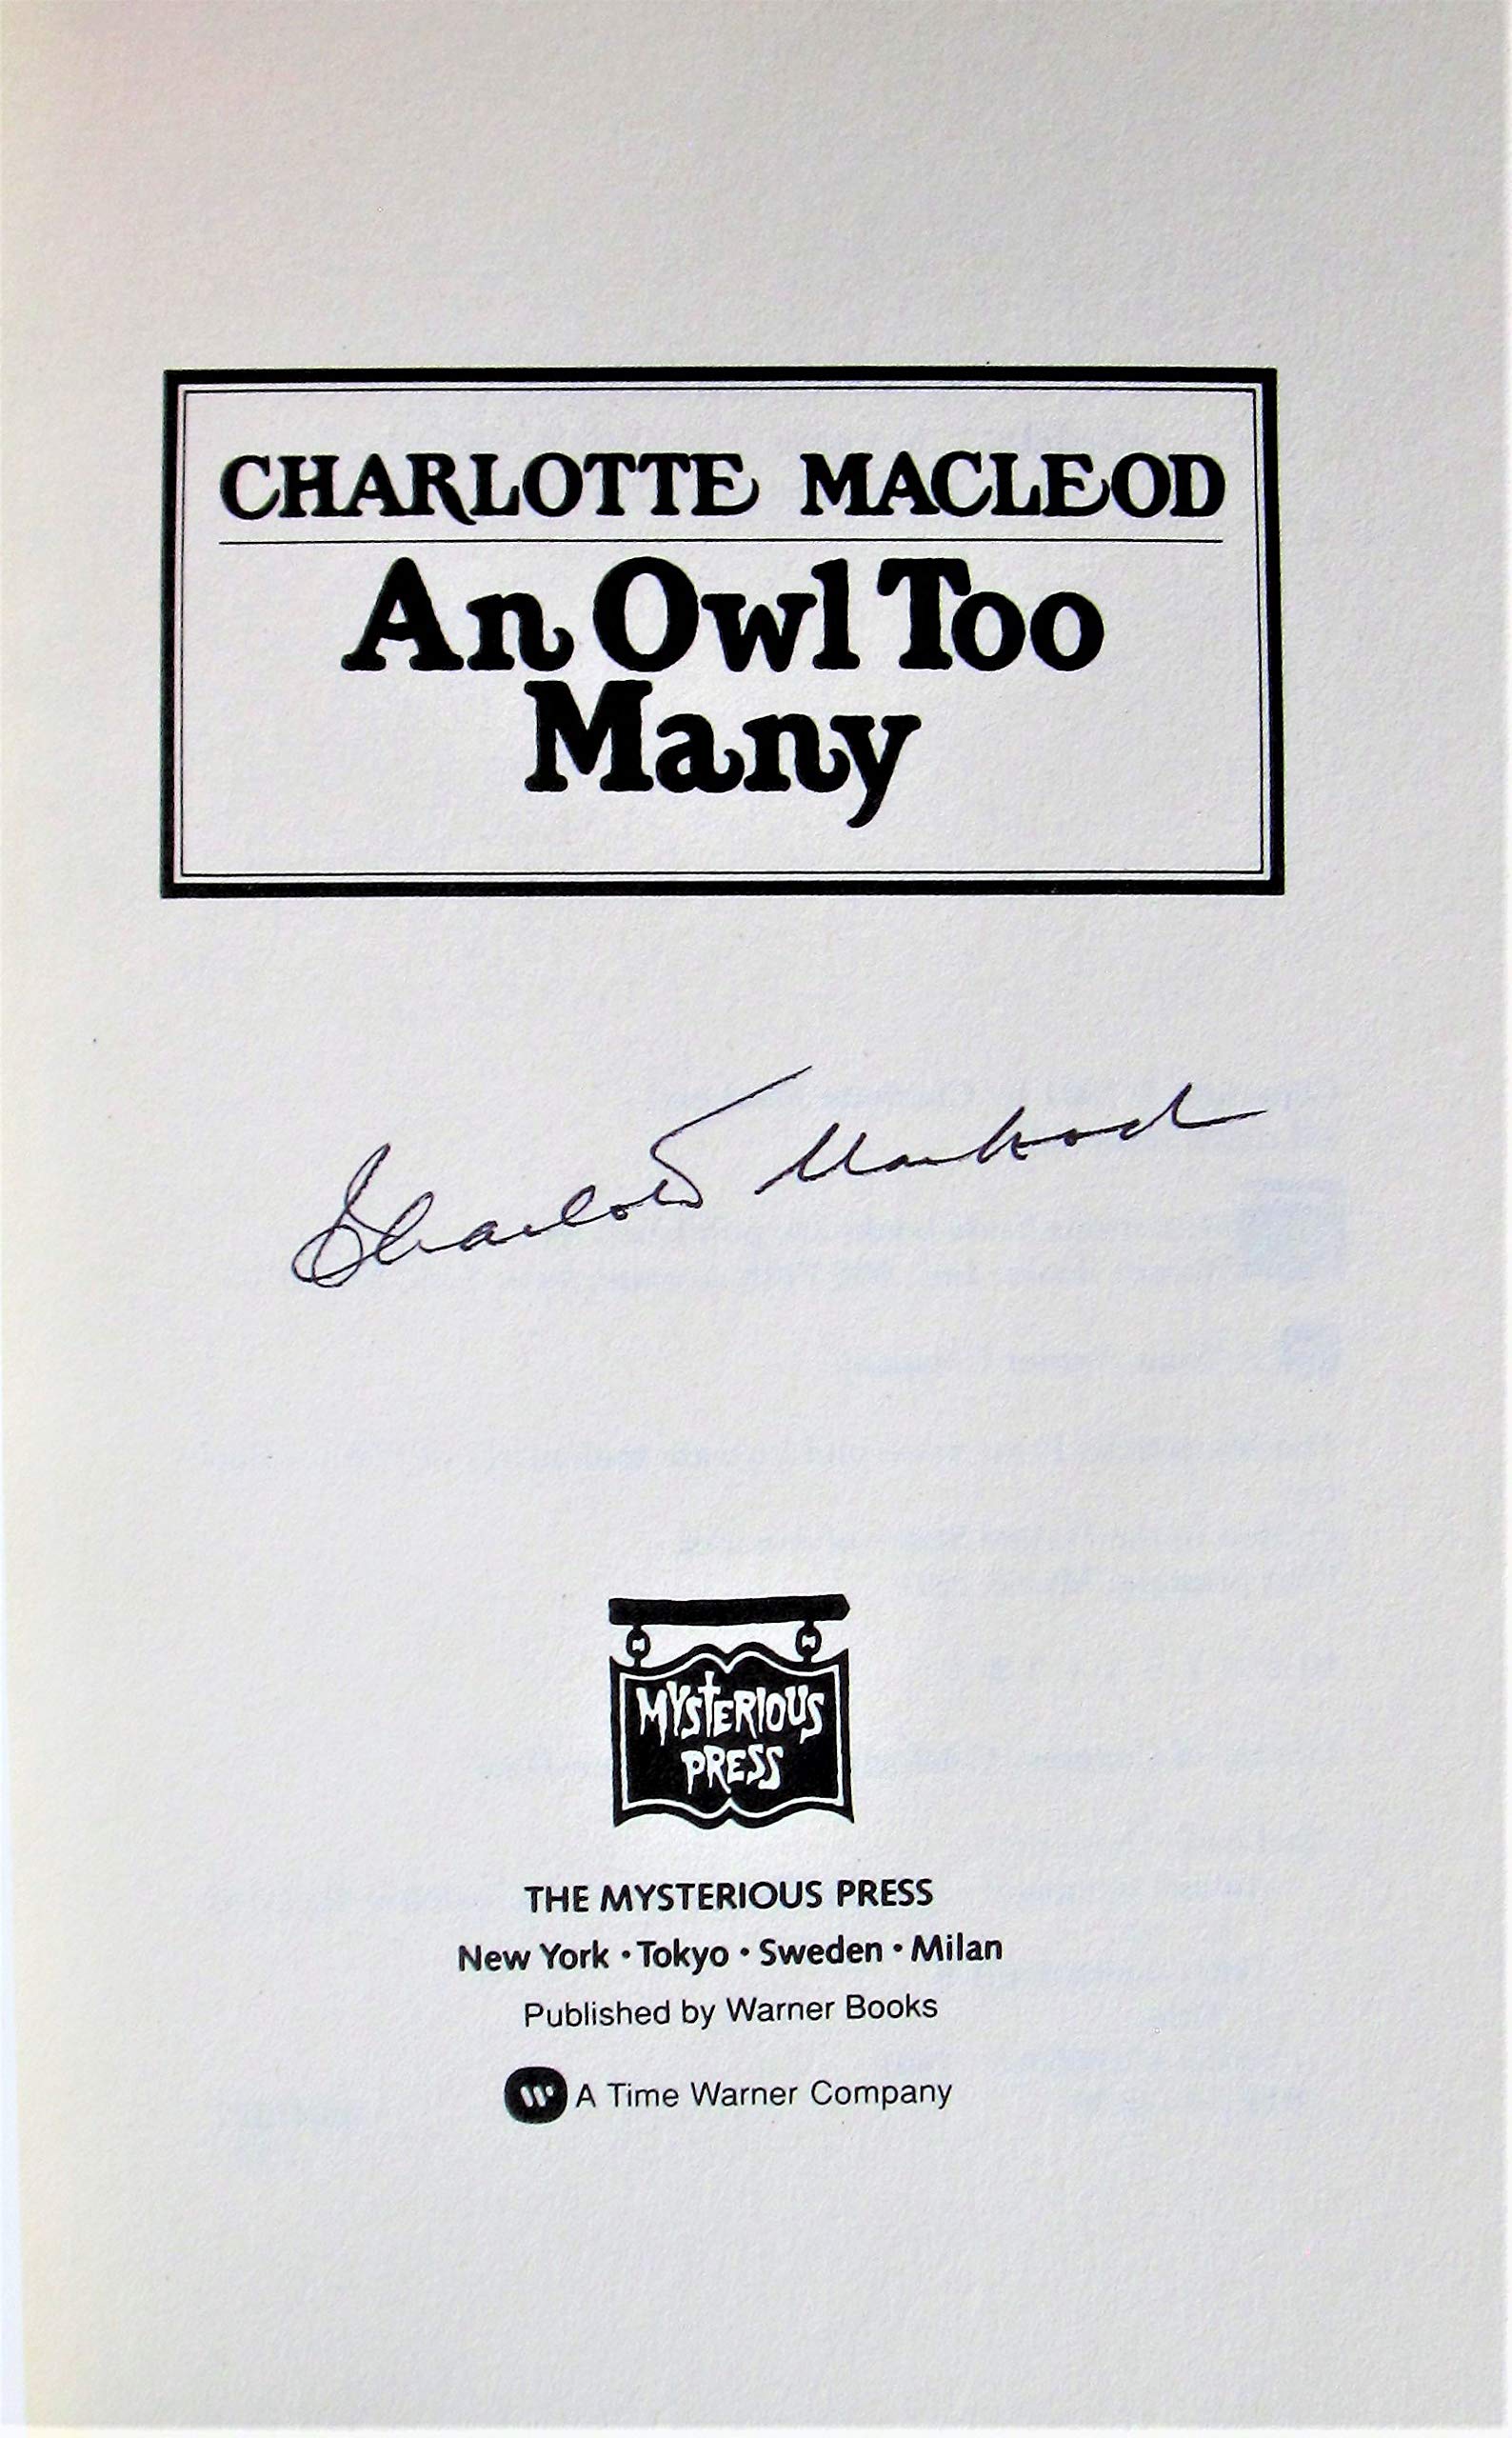 CHARLOTTE MACLEOD
An Owl Too
Many
Charlotte MacLeod
MYSTERIOUS
PRESS
THE MYSTERIOUS PRESS
New York • Tokyo • Sweden • Milan
Published by Warner Books
A Time Warner Company